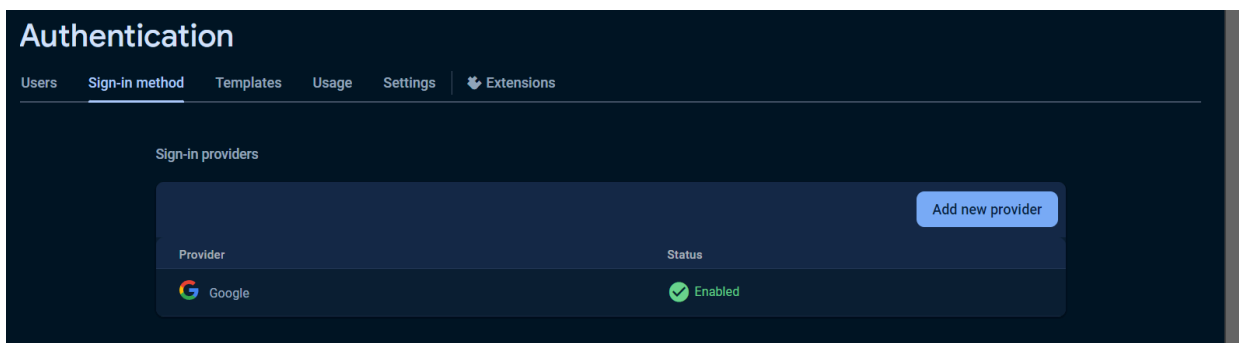 Authentication
Users Sign-in method Templates Usage Settings Extensions
Sign-in providers
Add new provider
Provider Status
Google Enabled